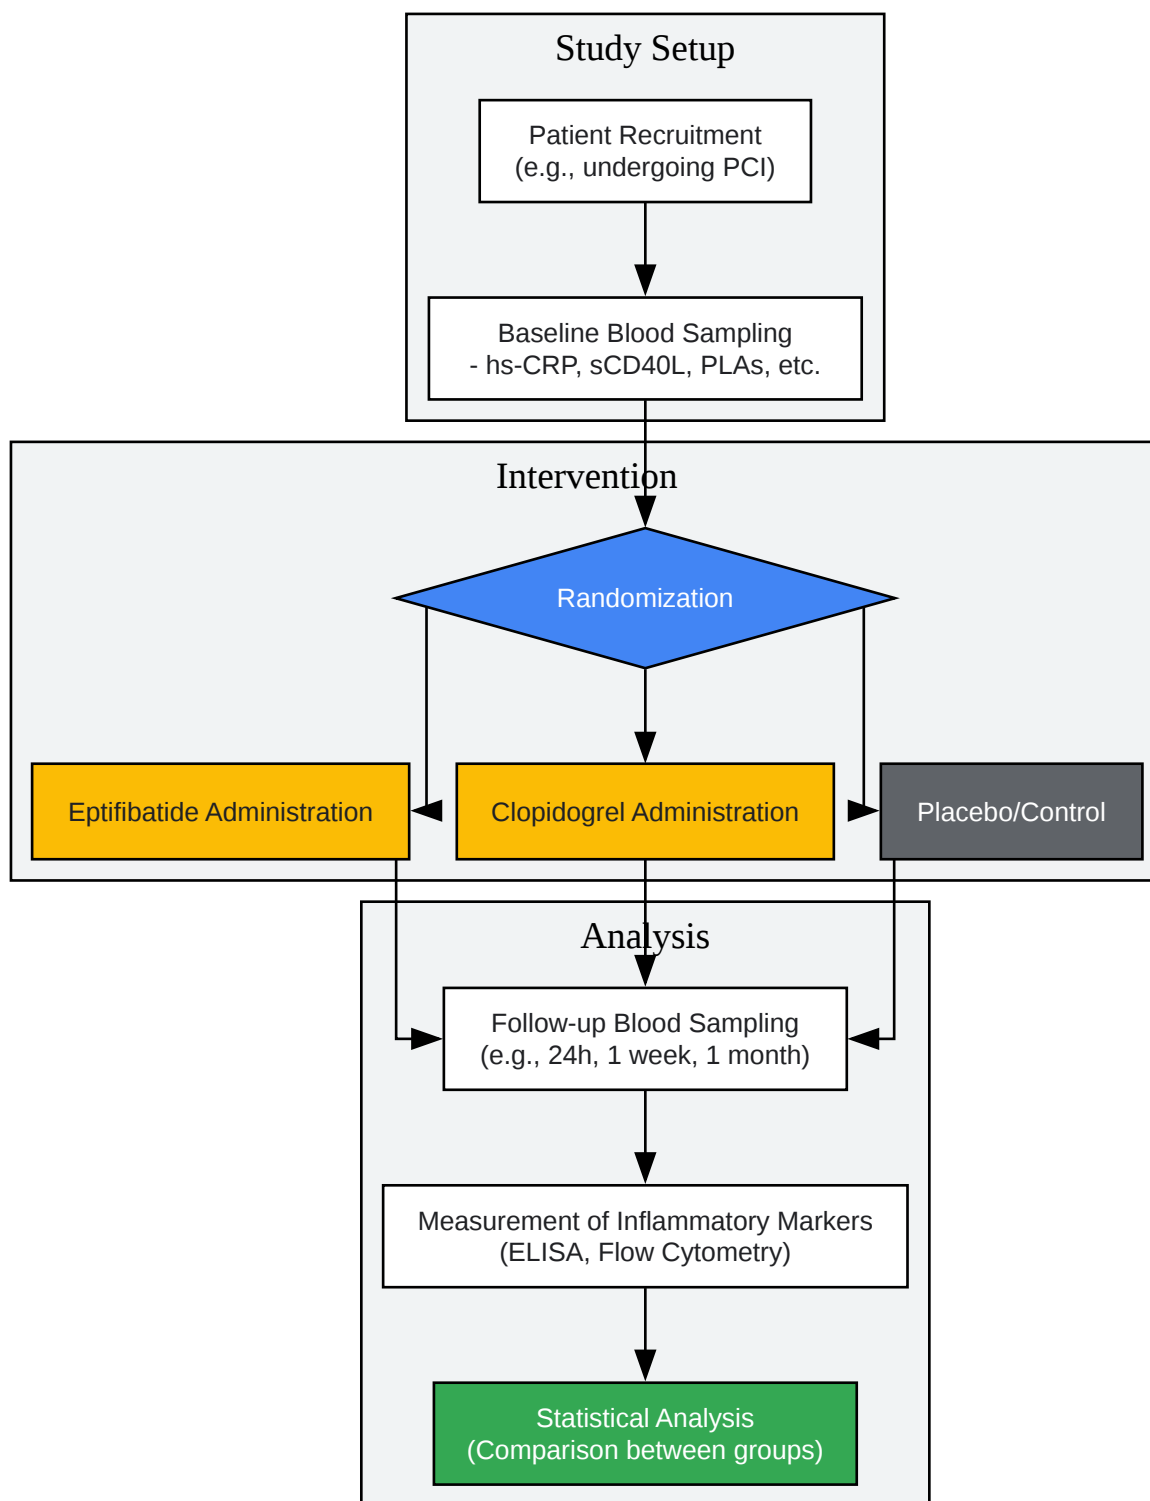 Study Setup
Patient Recruitment
(e.g., undergoing PCI)
Baseline Blood Sampling
- hs-CRP, sCD40L, PLAs, etc.
Intervention
Randomization
Eptifibatide Administration
Clopidogrel Administration
Placebo/Control
Analysis
Follow-up Blood Sampling
(e.g., 24h, 1 week, 1 month)
Measurement of Inflammatory Markers
(ELISA, Flow Cytometry)
Statistical Analysis
(Comparison between groups)